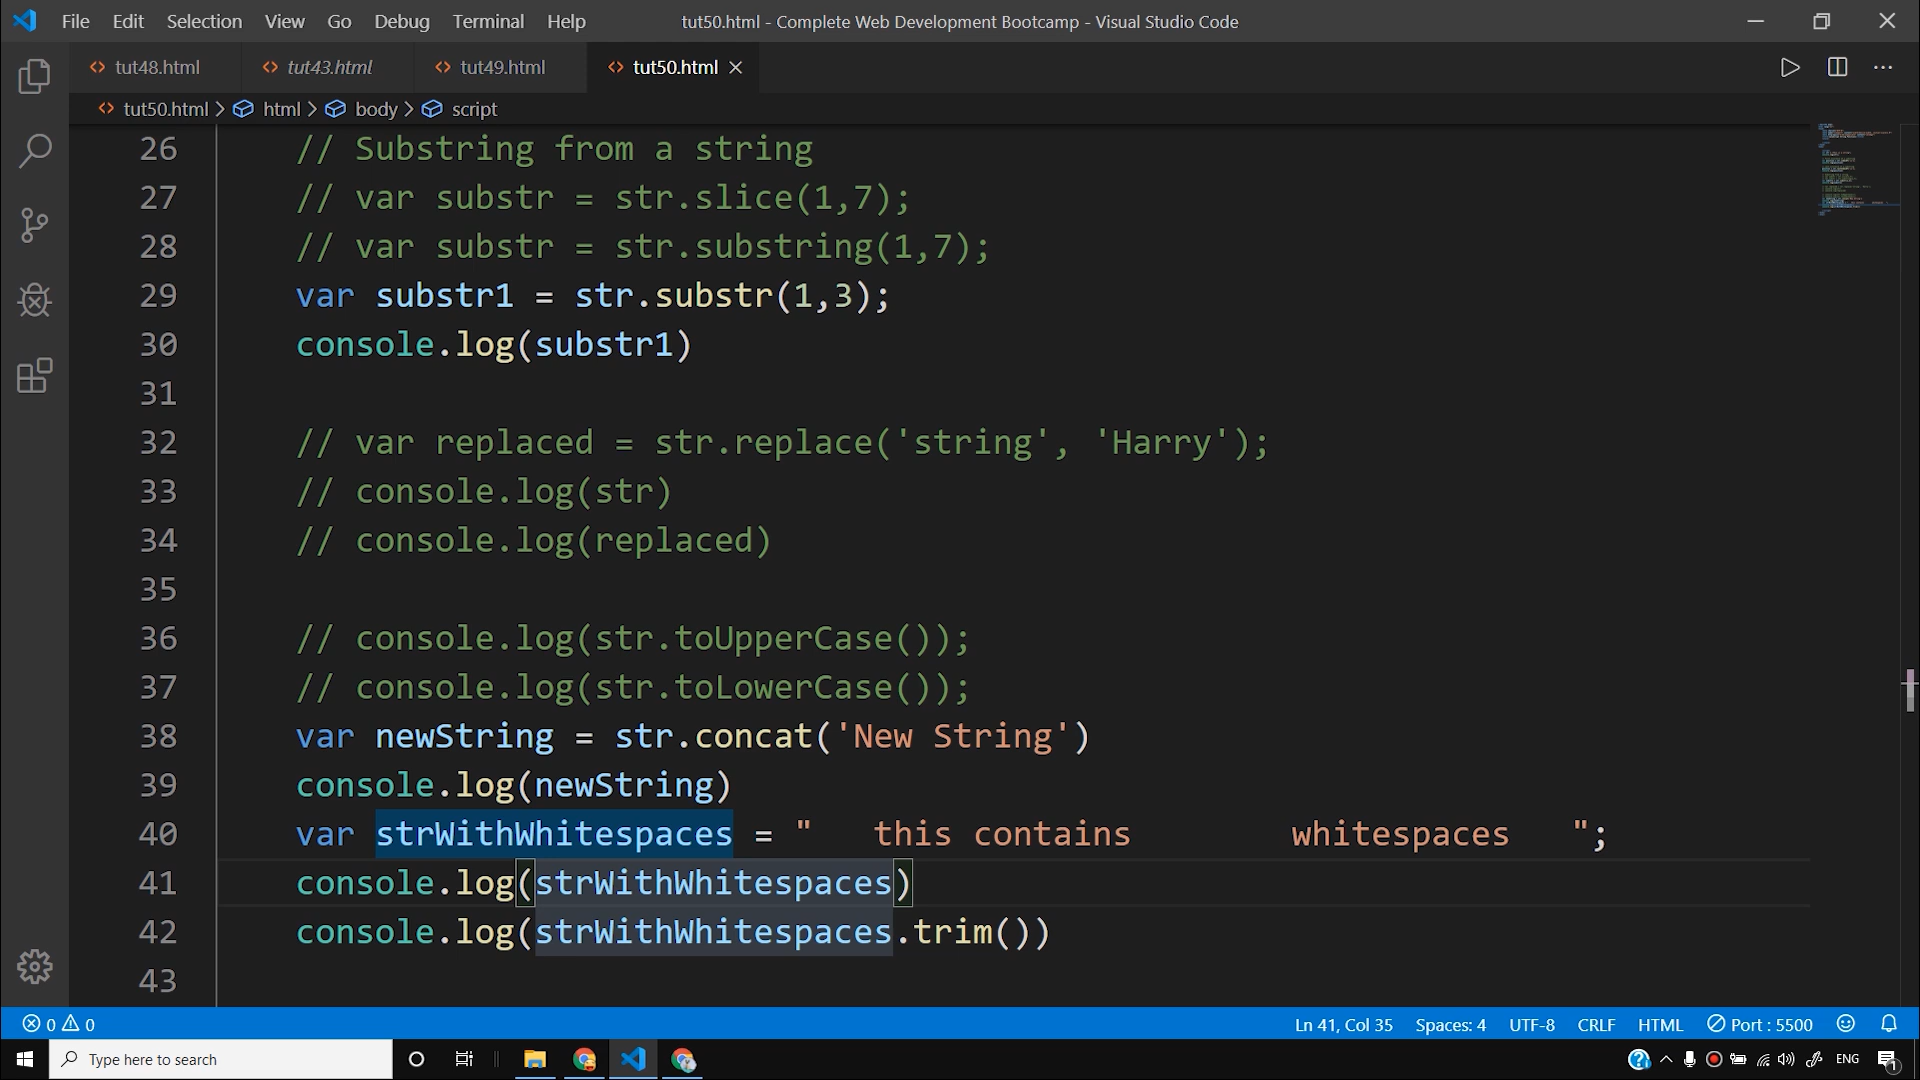 File Edit Selection View Go Debug Terminal Help tut50.html - Complete Web Development Bootcamp - Visual Studio Code
tut48.html tut43.html tut49.html tut50.html
tut50.html > html > body > script
26 // Substring from a string
27 // var substr = str.slice(1,7);
28 // var substr = str.substring(1,7);
29 var substr1 = str.substr(1,3);
30 console.log(substr1)
31
32 // var replaced = str.replace('string', 'Harry');
33 // console.log(str)
34 // console.log(replaced)
35
36 // console.log(str.toUpperCase());
37 // console.log(str.toLowerCase());
38 var newString = str.concat('New String')
39 console.log(newString)
40 var strWithWhitespaces = "   this contains        whitespaces   ";
41 console.log(strWithWhitespaces)
42 console.log(strWithWhitespaces.trim())
43
0 0 Ln 41, Col 35 Spaces: 4 UTF-8 CRLF HTML Port : 5500
Type here to search ENG 1